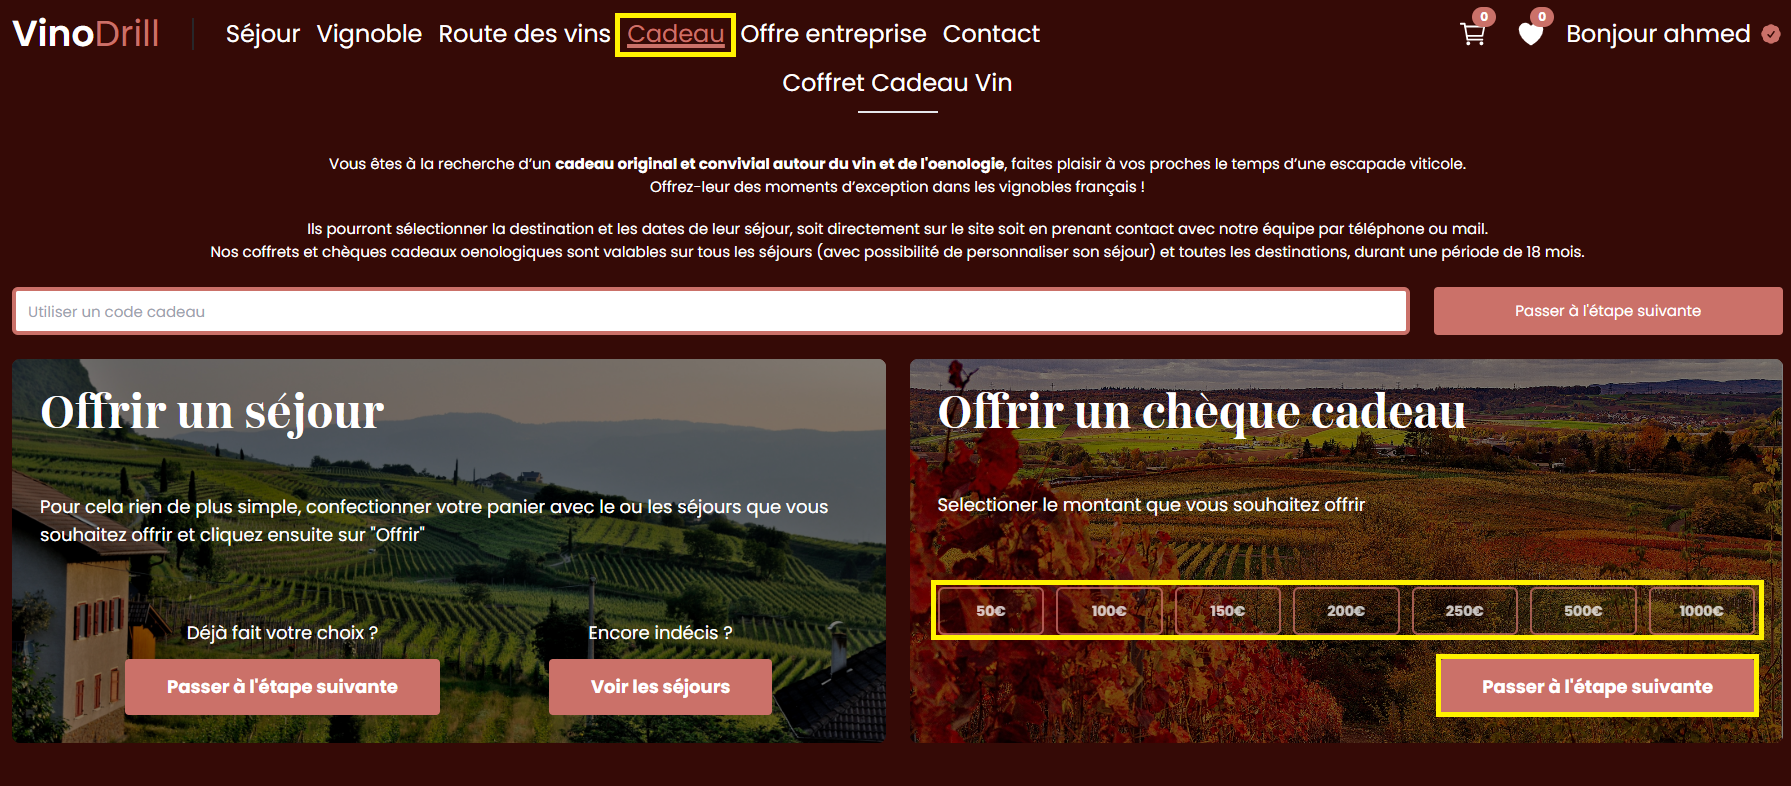 VinoDrill
Séjour Vignoble Route des vins Cadeau Offre entreprise Contact
0 0 Bonjour ahmed
Coffret Cadeau Vin
Vous êtes à la recherche d'un cadeau original et convivial autour du vin et de l'oenologie, faites plaisir à vos proches le temps d'une escapade viticole.
Offrez-leur des moments d'exception dans les vignobles français !
Ils pourront sélectionner la destination et les dates de leur séjour, soit directement sur le site soit en prenant contact avec notre équipe par téléphone ou mail.
Nos coffrets et chèques cadeaux oenologiques sont valables sur tous les séjours (avec possibilité de personnaliser son séjour) et toutes les destinations, durant une période de 18 mois.
Utiliser un code cadeau
Passer à l'étape suivante
Offrir un séjour
Pour cela rien de plus simple, confectionner votre panier avec le ou les séjours que vous
souhaitez offrir et cliquez ensuite sur "Offrir"
Déjà fait votre choix ?
Passer à l'étape suivante
Encore indécis ?
Voir les séjours
Offrir un chèque cadeau
Selectioner le montant que vous souhaitez offrir
50€ 100€ 150€ 200€ 250€ 500€ 1000€
Passer à l'étape suivante